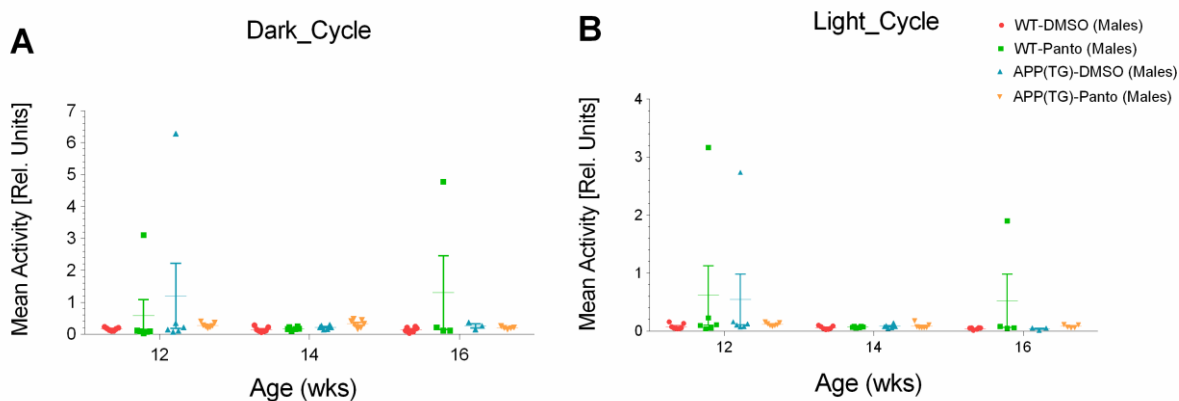 A
Dark_Cycle
Mean Activity [Rel. Units]
7
6
5
4
3
2
1
0
12
14
16
Age (wks)
B
Light_Cycle
WT-DMSO (Males)
WT-Panto (Males)
APP(TG)-DMSO (Males)
APP(TG)-Panto (Males)
Mean Activity [Rel. Units]
4
3
2
1
0
12
14
16
Age (wks)